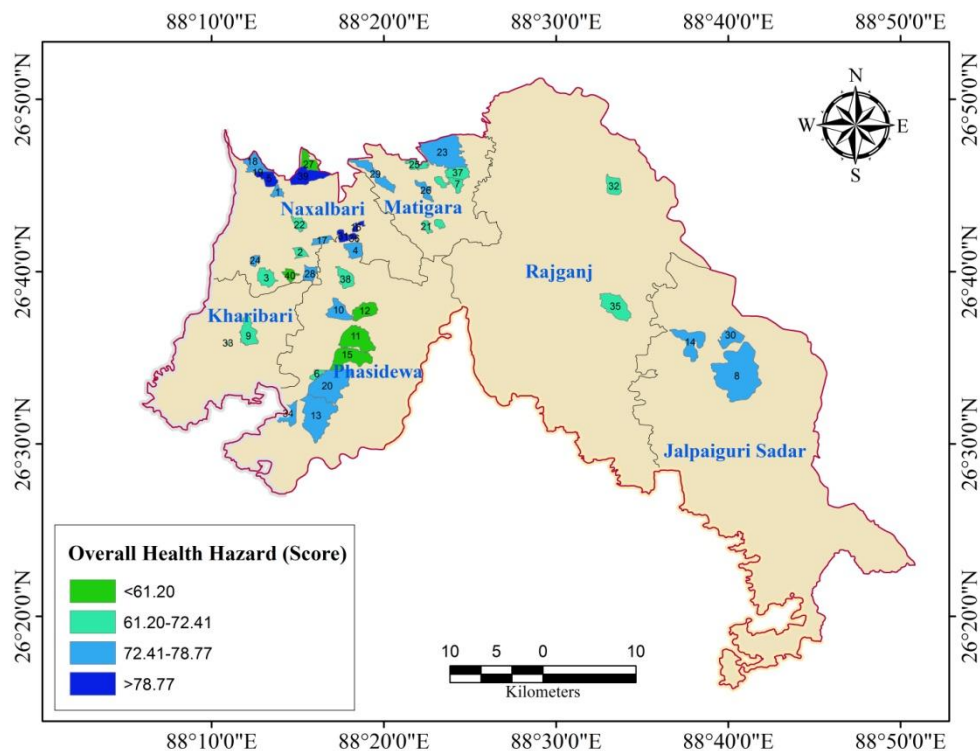 88°10'0"E 88°20'0"E 88°30'0"E 88°40'0"E 88°50'0"E
26°50'0"N 26°50'0"N
N
W E
S
23
18 27 25
19 29 37
39 7
1 26
Naxalbari Matigara 32
22 21
17
2 4
24 26°40'0"N 26°40'0"N
Rajganj
3 40 28 38
Kharibari 10 12 35
9 11 30
33 14
15
6 Phasidewa 8
20
34 13
26°30'0"N 26°30'0"N
Jalpaiguri Sadar
Overall Health Hazard (Score)
<61.20
61.20-72.41
72.41-78.77
>78.77
26°20'0"N 26°20'0"N
10 5 0 10
Kilometers
88°10'0"E 88°20'0"E 88°30'0"E 88°40'0"E 88°50'0"E